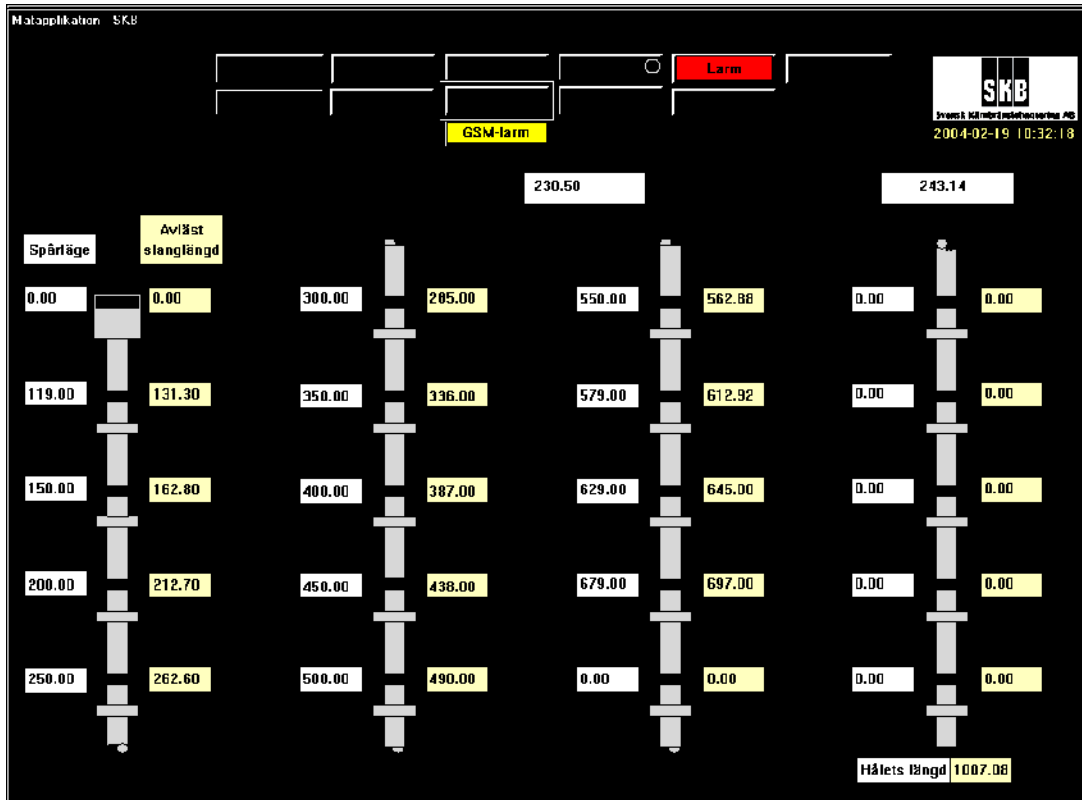 Mätapplikation SKB
Larm
GSM-larm
SKB
Svensk Kärnbränslehantering AB
2004-02-19 10:32:18
230.50 243.14
Spårläge
Avläst
slanglängd
0.00 0.00 300.00 285.00 550.00 562.88 0.00 0.00
119.00 131.30 350.00 336.00 579.00 612.92 0.00 0.00
150.00 162.80 400.00 387.00 629.00 645.00 0.00 0.00
200.00 212.70 450.00 438.00 679.00 697.00 0.00 0.00
250.00 262.60 500.00 490.00 0.00 0.00 0.00 0.00
Hålets längd 1007.08